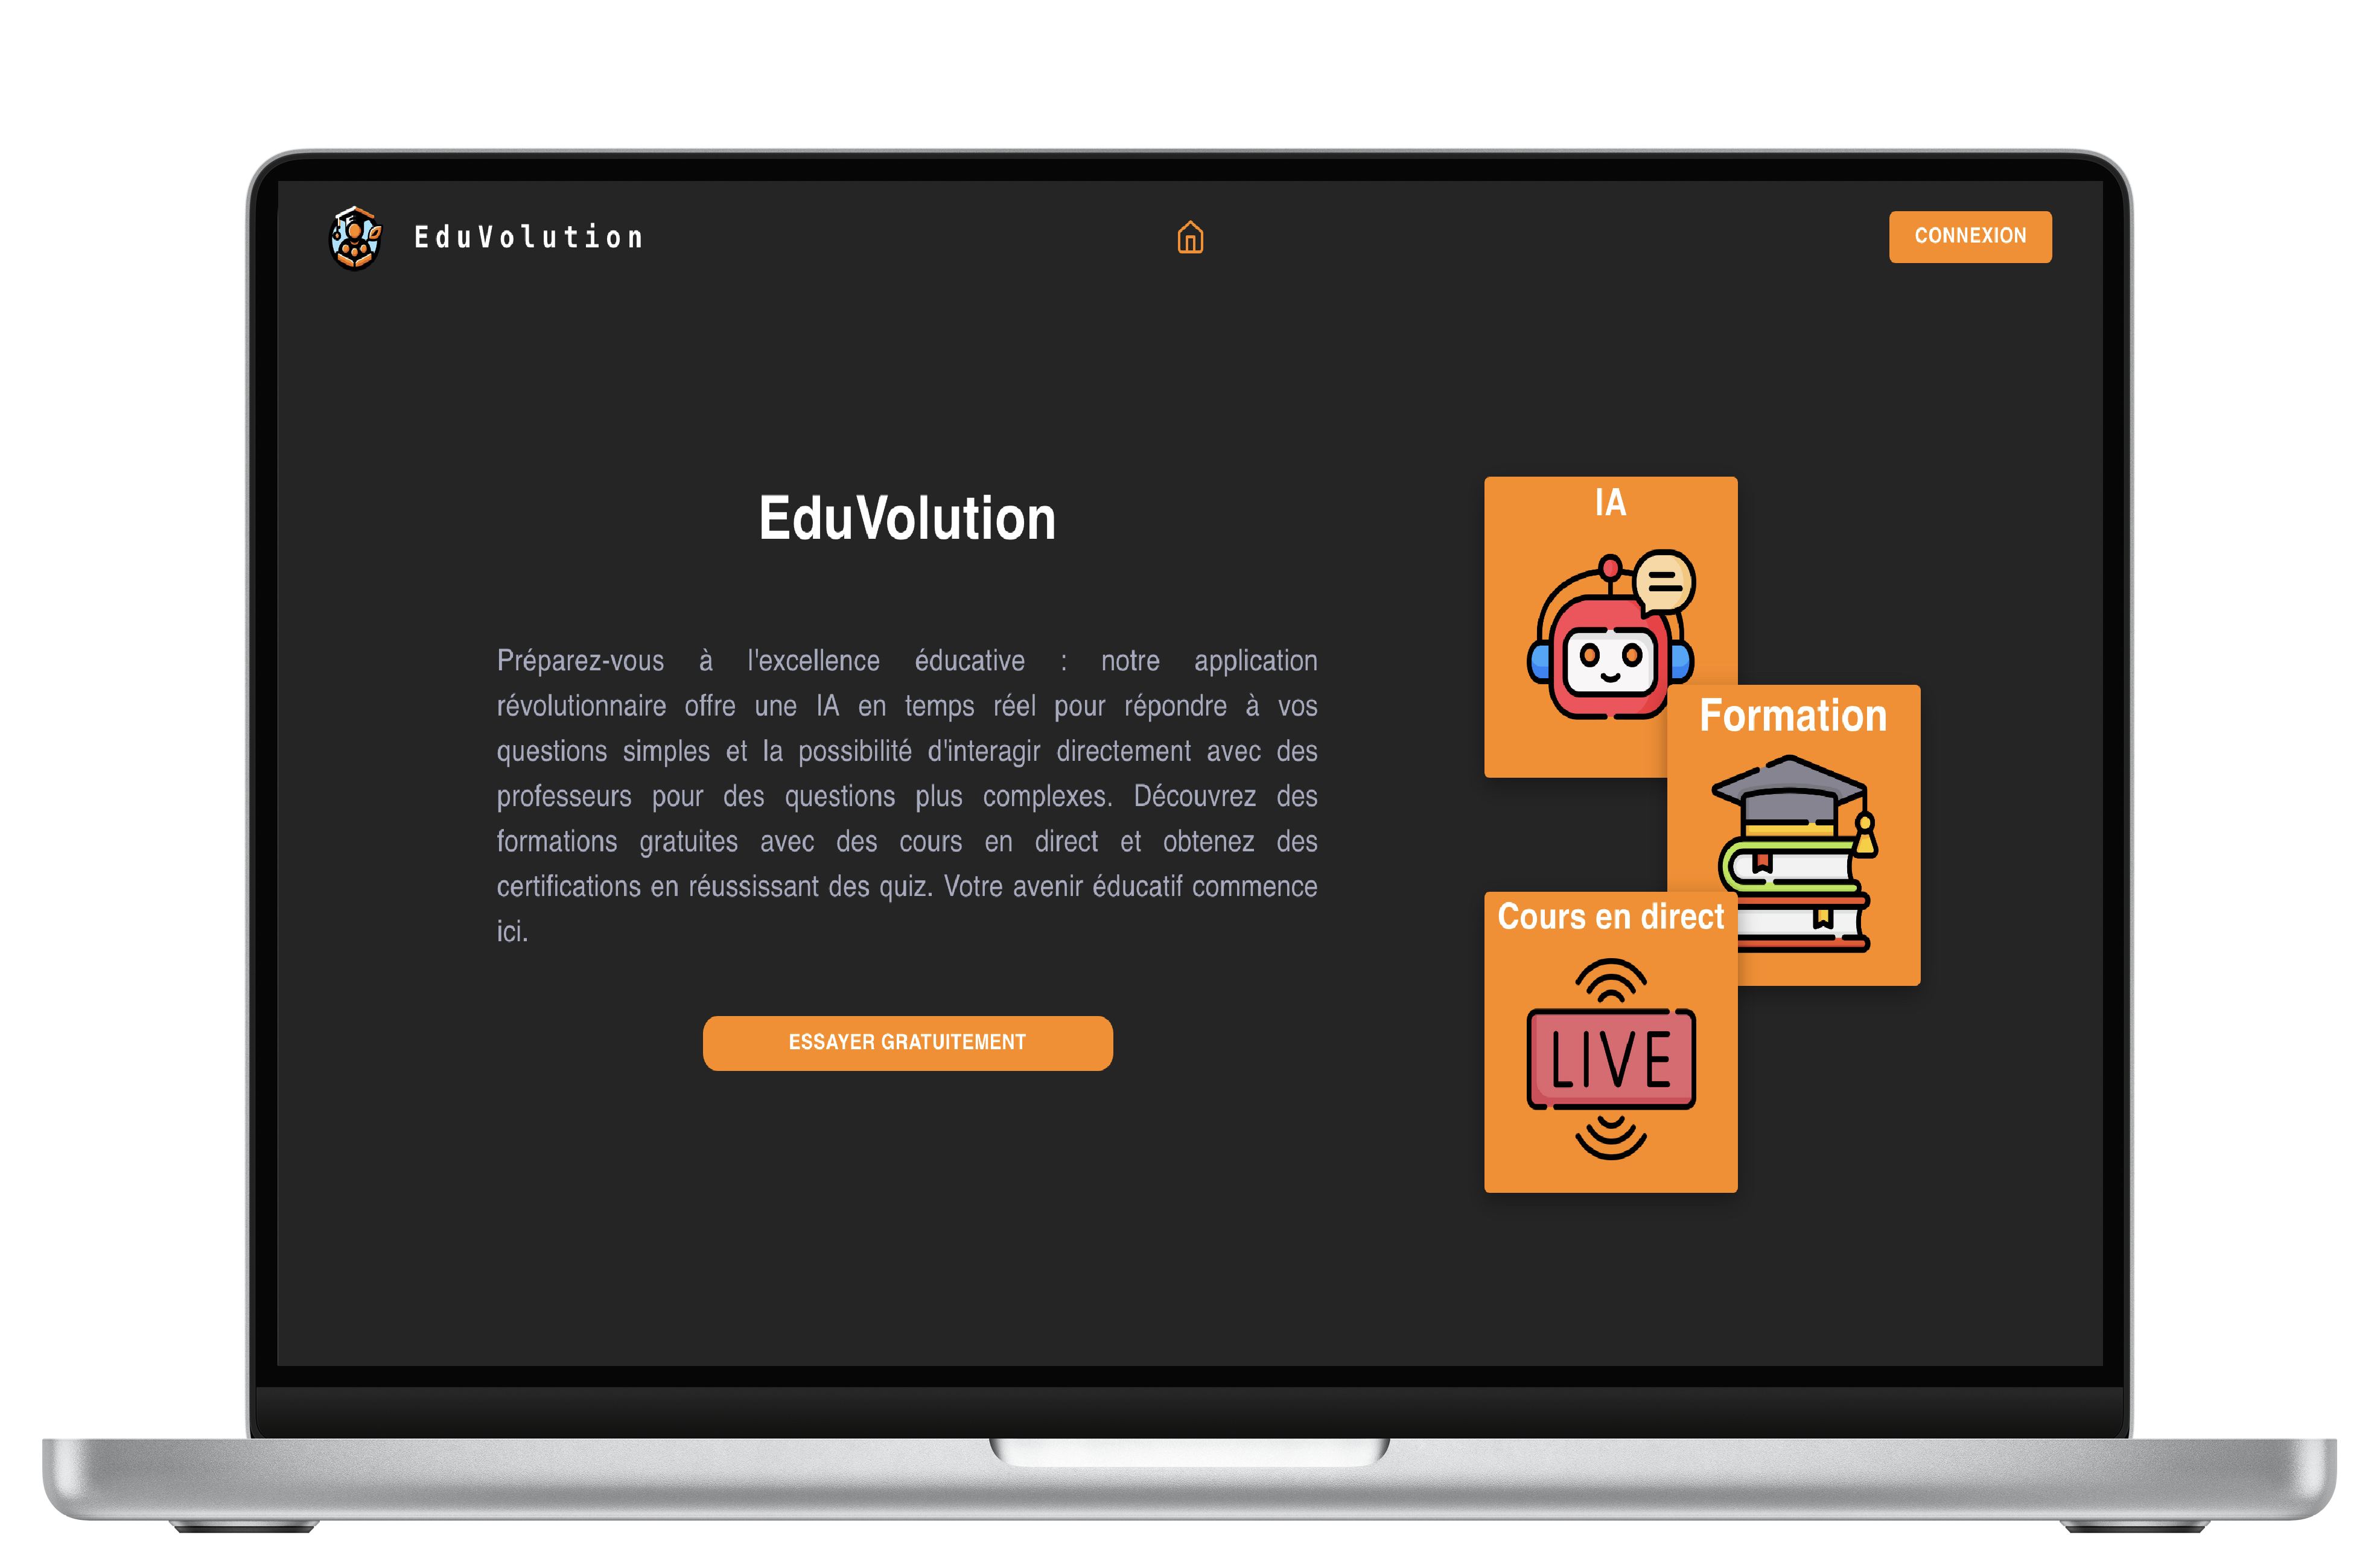 EduVolution
CONNEXION
EduVolution
Préparez-vous à l'excellence éducative : notre application
révolutionnaire offre une IA en temps réel pour répondre à vos
questions simples et la possibilité d'interagir directement avec des
professeurs pour des questions plus complexes. Découvrez des
formations gratuites avec des cours en direct et obtenez des
certifications en réussissant des quiz. Votre avenir éducatif commence
ici.
ESSAYER GRATUITEMENT
IA
Formation
Cours en direct
LIVE